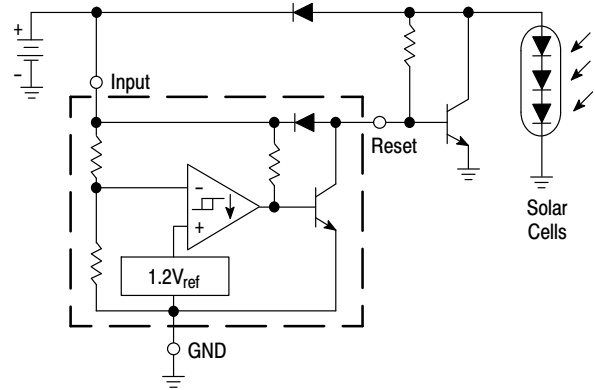 +
-
Input
Reset
-
+
1.2Vref
Solar
Cells
GND